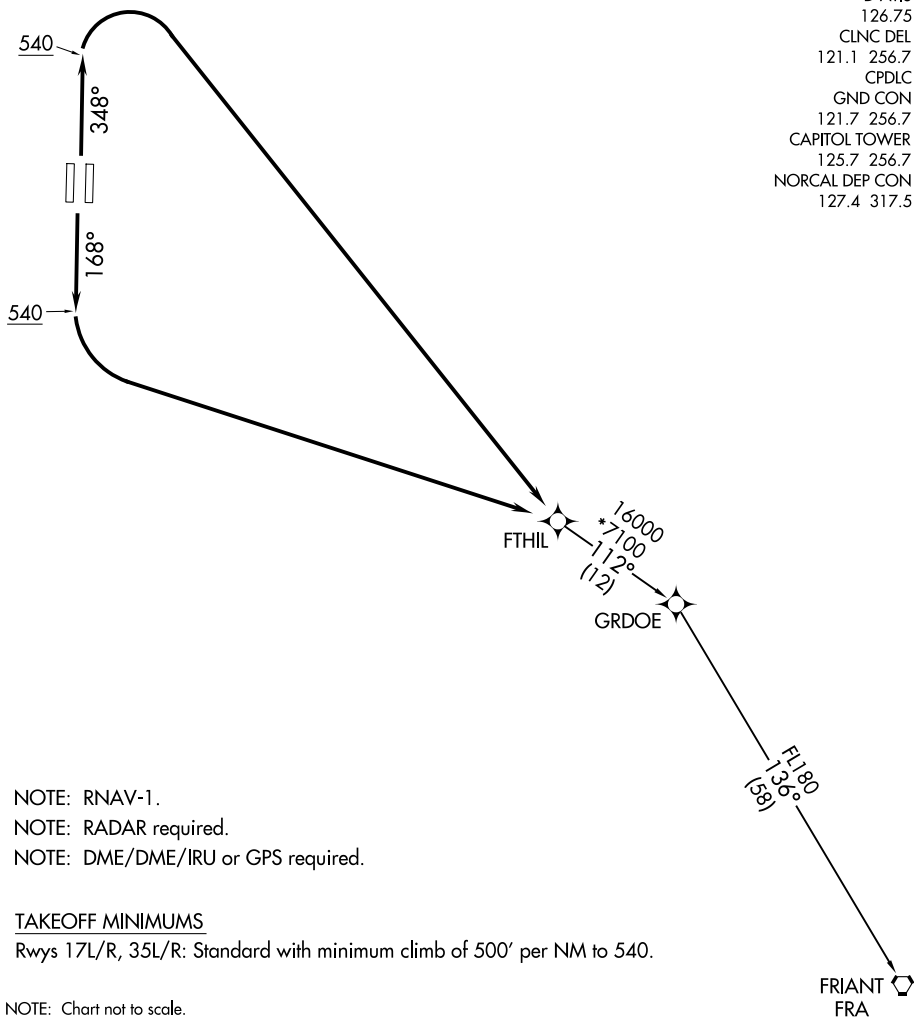 126.75
CLNC DEL
121.1 256.7
CPDLC
GND CON
121.7 256.7
CAPITOL TOWER
125.7 256.7
NORCAL DEP CON
127.4 317.5
540
348°
168°
540
FTHIL
16000
*7100
112°
(12)
GRDOE
FL180
136°
(58)
FRIANT
FRA
NOTE: RNAV-1.
NOTE: RADAR required.
NOTE: DME/DME/IRU or GPS required.
TAKEOFF MINIMUMS
Rwys 17L/R, 35L/R: Standard with minimum climb of 500' per NM to 540.
NOTE: Chart not to scale.